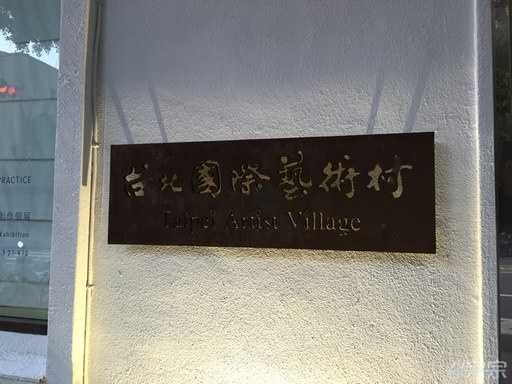 台北國際藝術村
Taipei Artist Village
PRACTICE
Exhibition